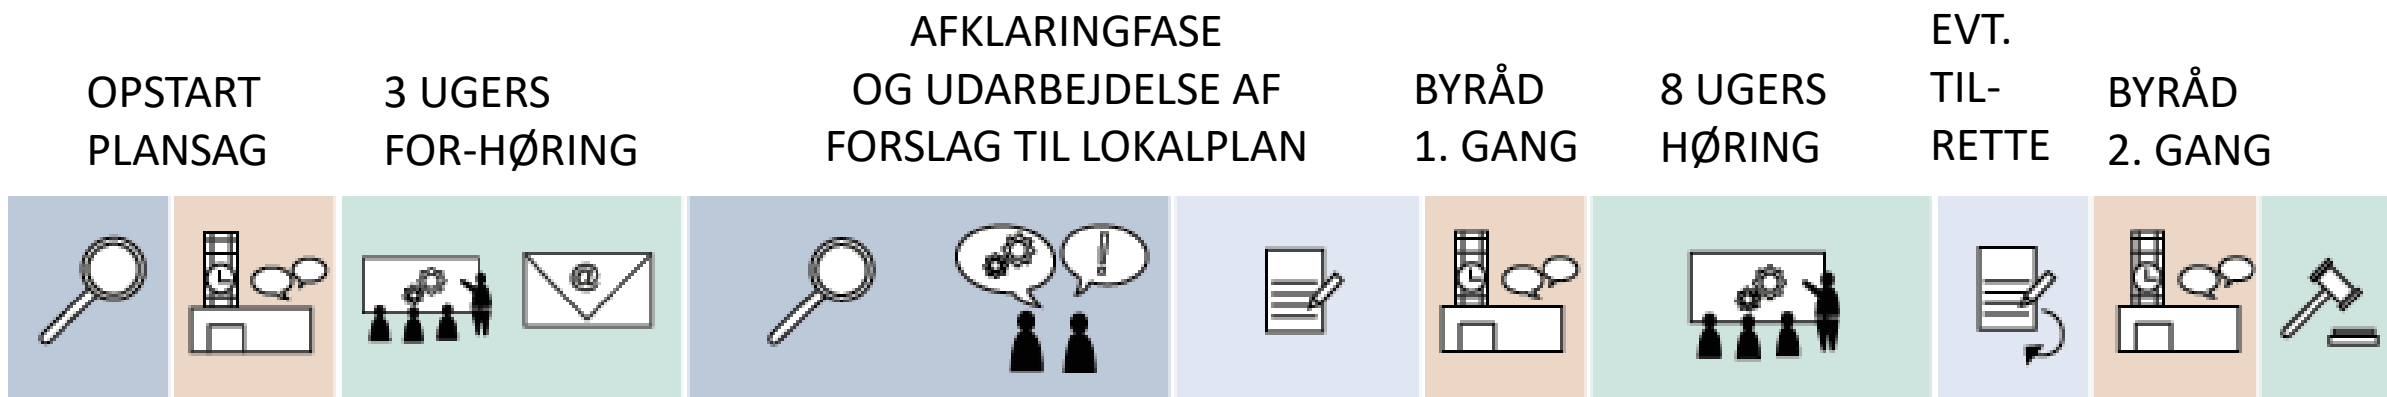 OPSTART
PLANSAG
3 UGERS
FOR-HØRING
AFKLARINGFASE
OG UDARBEJDELSE AF
FORSLAG TIL LOKALPLAN
BYRÅD
1. GANG
8 UGERS
HØRING
EVT.
TIL-
RETTE
BYRÅD
2. GANG
@
!